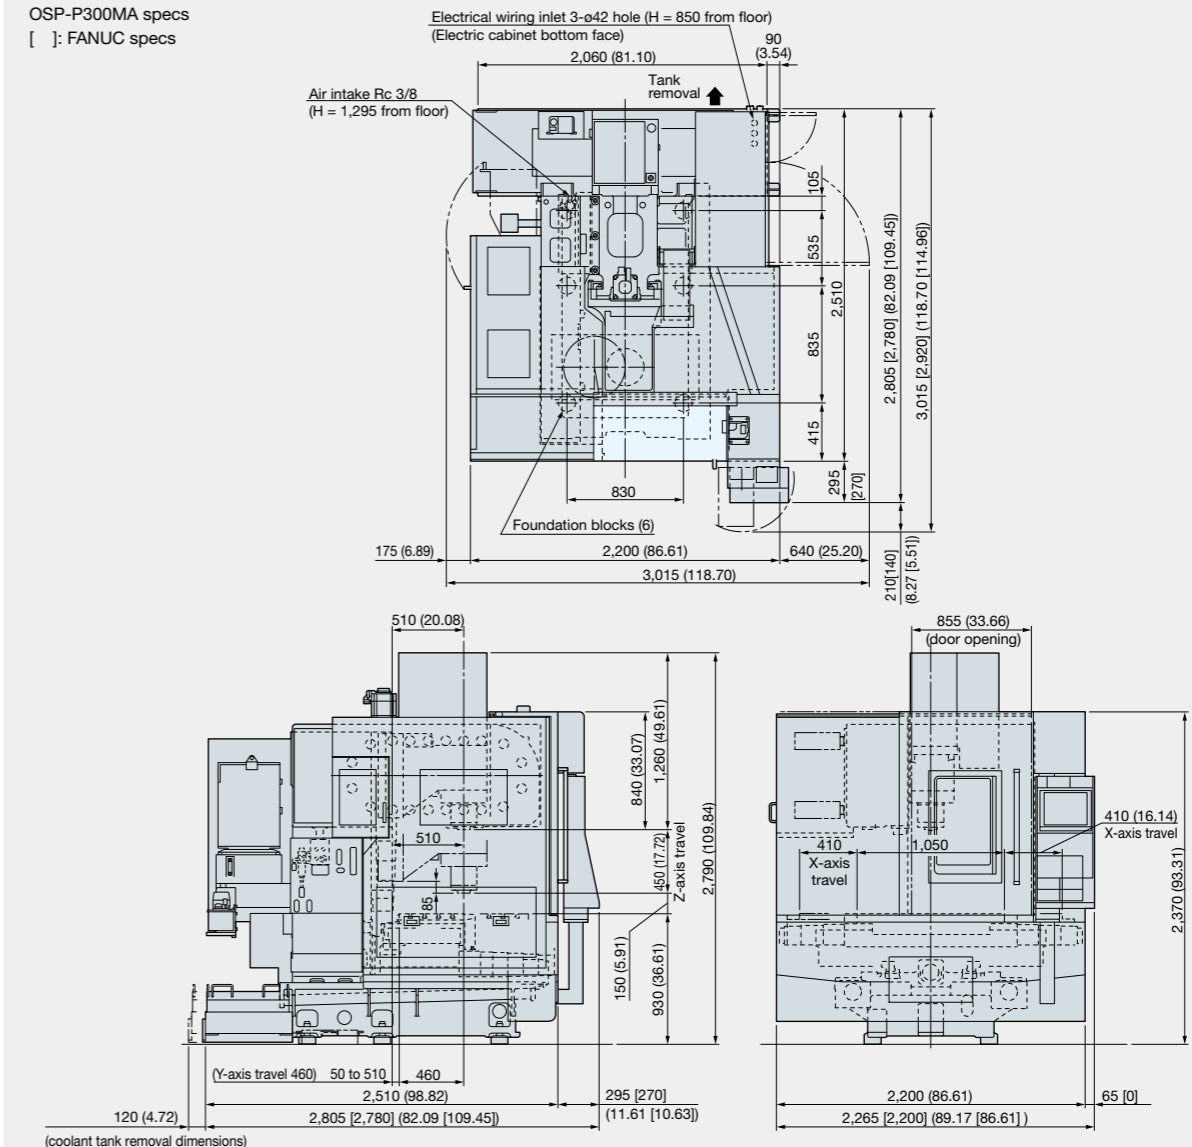 OSP-P300MA specs
[ ]: FANUC specs
Electrical wiring inlet 3-ø42 hole (H = 850 from floor)
(Electric cabinet bottom face)
90
(3.54)
2,060 (81.10)
Tank
removal
Air intake Rc 3/8
(H = 1,295 from floor)
105
535
835
415
2,510
295
[270]
2,805 [2,780] (82.09 [109.45])
3,015 [2,920] (118.70 [114.96])
830
Foundation blocks (6)
175 (6.89)
2,200 (86.61)
640 (25.20)
3,015 (118.70)
210[140]
(8.27 [5.51])
510 (20.08)
840 (33.07)
1,260 (49.61)
510
85
450 (17.72)
Z-axis travel
2,790 (109.84)
150 (5.91)
930 (36.61)
(Y-axis travel 460)
50 to 510
460
2,510 (98.82)
295 [270]
(11.61 [10.63])
120 (4.72)
2,805 [2,780] (82.09 [109.45])
(coolant tank removal dimensions)
855 (33.66)
(door opening)
410
X-axis
travel
1,050
410 (16.14)
X-axis travel
2,370 (93.31)
2,200 (86.61)
65 [0]
2,265 [2,200] (89.17 [86.61] )